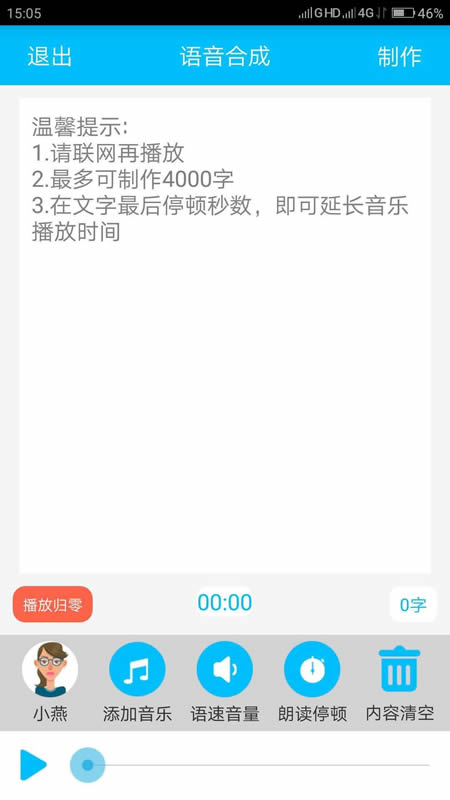 15:05 GHD 4G 46%
退出 语音合成 制作
温馨提示:
1.请联网再播放
2.最多可制作4000字
3.在文字最后停顿秒数，即可延长音乐
播放时间
播放归零 00:00 0字
小燕 添加音乐 语速音量 朗读停顿 内容清空